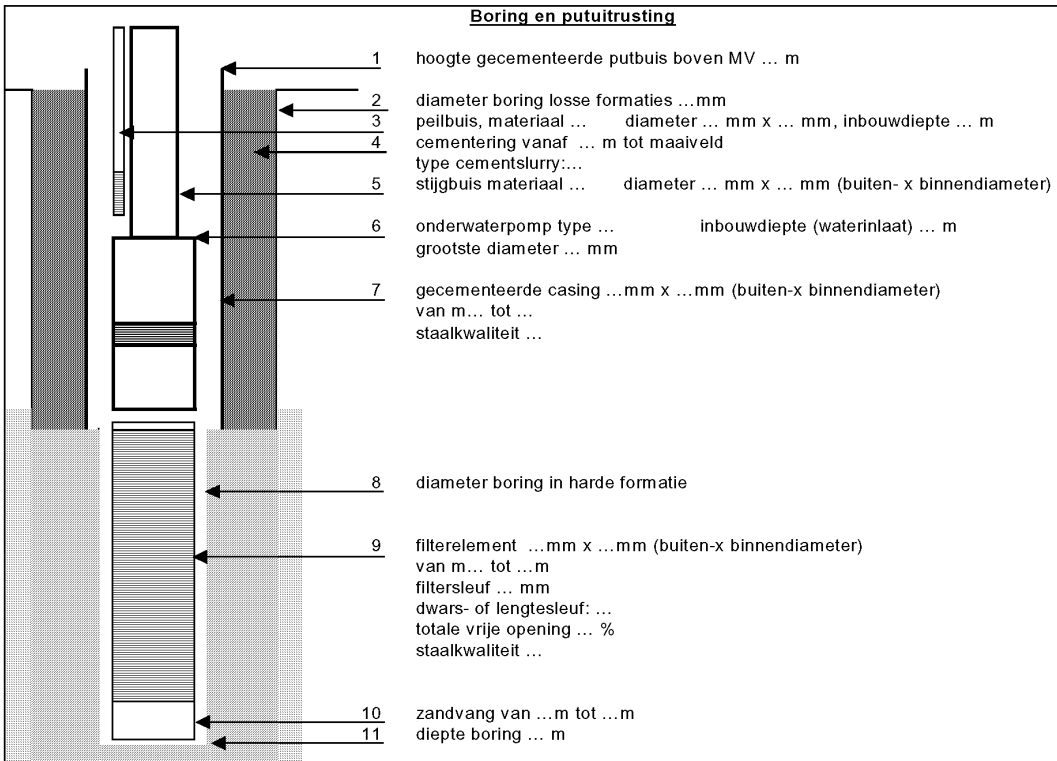 Boring en putuitrusting
1 hoogte gecementeerde putbuis boven MV ... m
2 diameter boring losse formaties ...mm
3 peilbuis, materiaal ... diameter ... mm x ... mm, inbouwdiepte ... m
4 cementering vanaf ... m tot maaiveld
type cementslurry:...
5 stijgbuis materiaal ... diameter ... mm x ... mm (buiten- x binnendiameter)
6 onderwaterpomp type ... inbouwdiepte (waterinlaat) ... m
grootste diameter ... mm
7 gecementeerde casing ...mm x ...mm (buiten-x binnendiameter)
van m... tot ...
staalkwaliteit ...
8 diameter boring in harde formatie
9 filterelement ...mm x ...mm (buiten-x binnendiameter)
van m... tot ...m
filtersleuf ... mm
dwars- of lengtesleuf: ...
totale vrije opening ... %
staalkwaliteit ...
10 zandvang van ...m tot ...m
11 diepte boring ... m